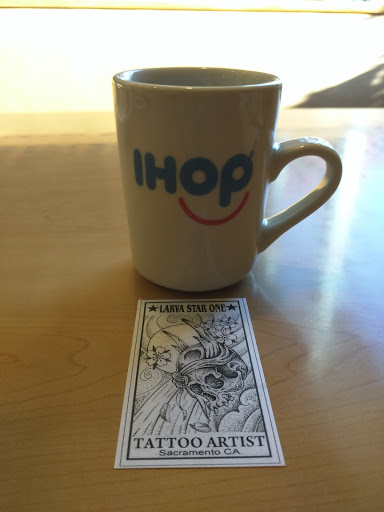 IHOP
★ LARVA STAR ONE ★
TATTOO ARTIST
Sacramento CA.